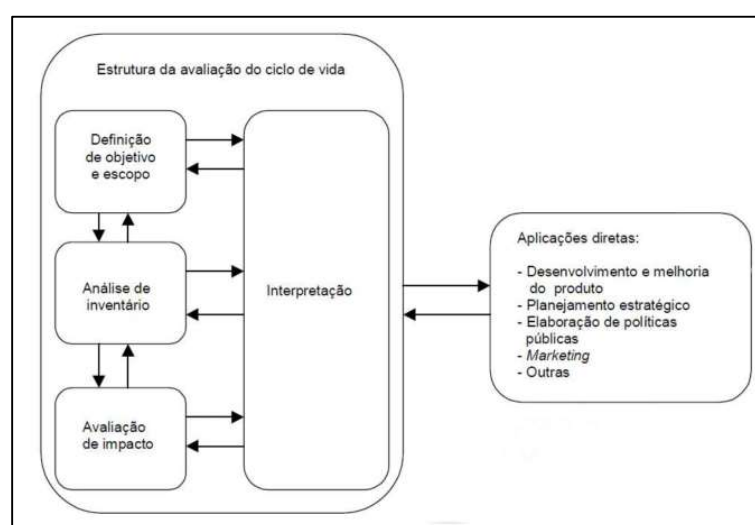 Estrutura da avaliação do ciclo de vida
Definição
de objetivo
e escopo
Análise de
inventário
Avaliação
de impacto
Interpretação
Aplicações diretas:
- Desenvolvimento e melhoria
do produto
- Planejamento estratégico
- Elaboração de políticas
públicas
- Marketing
- Outras